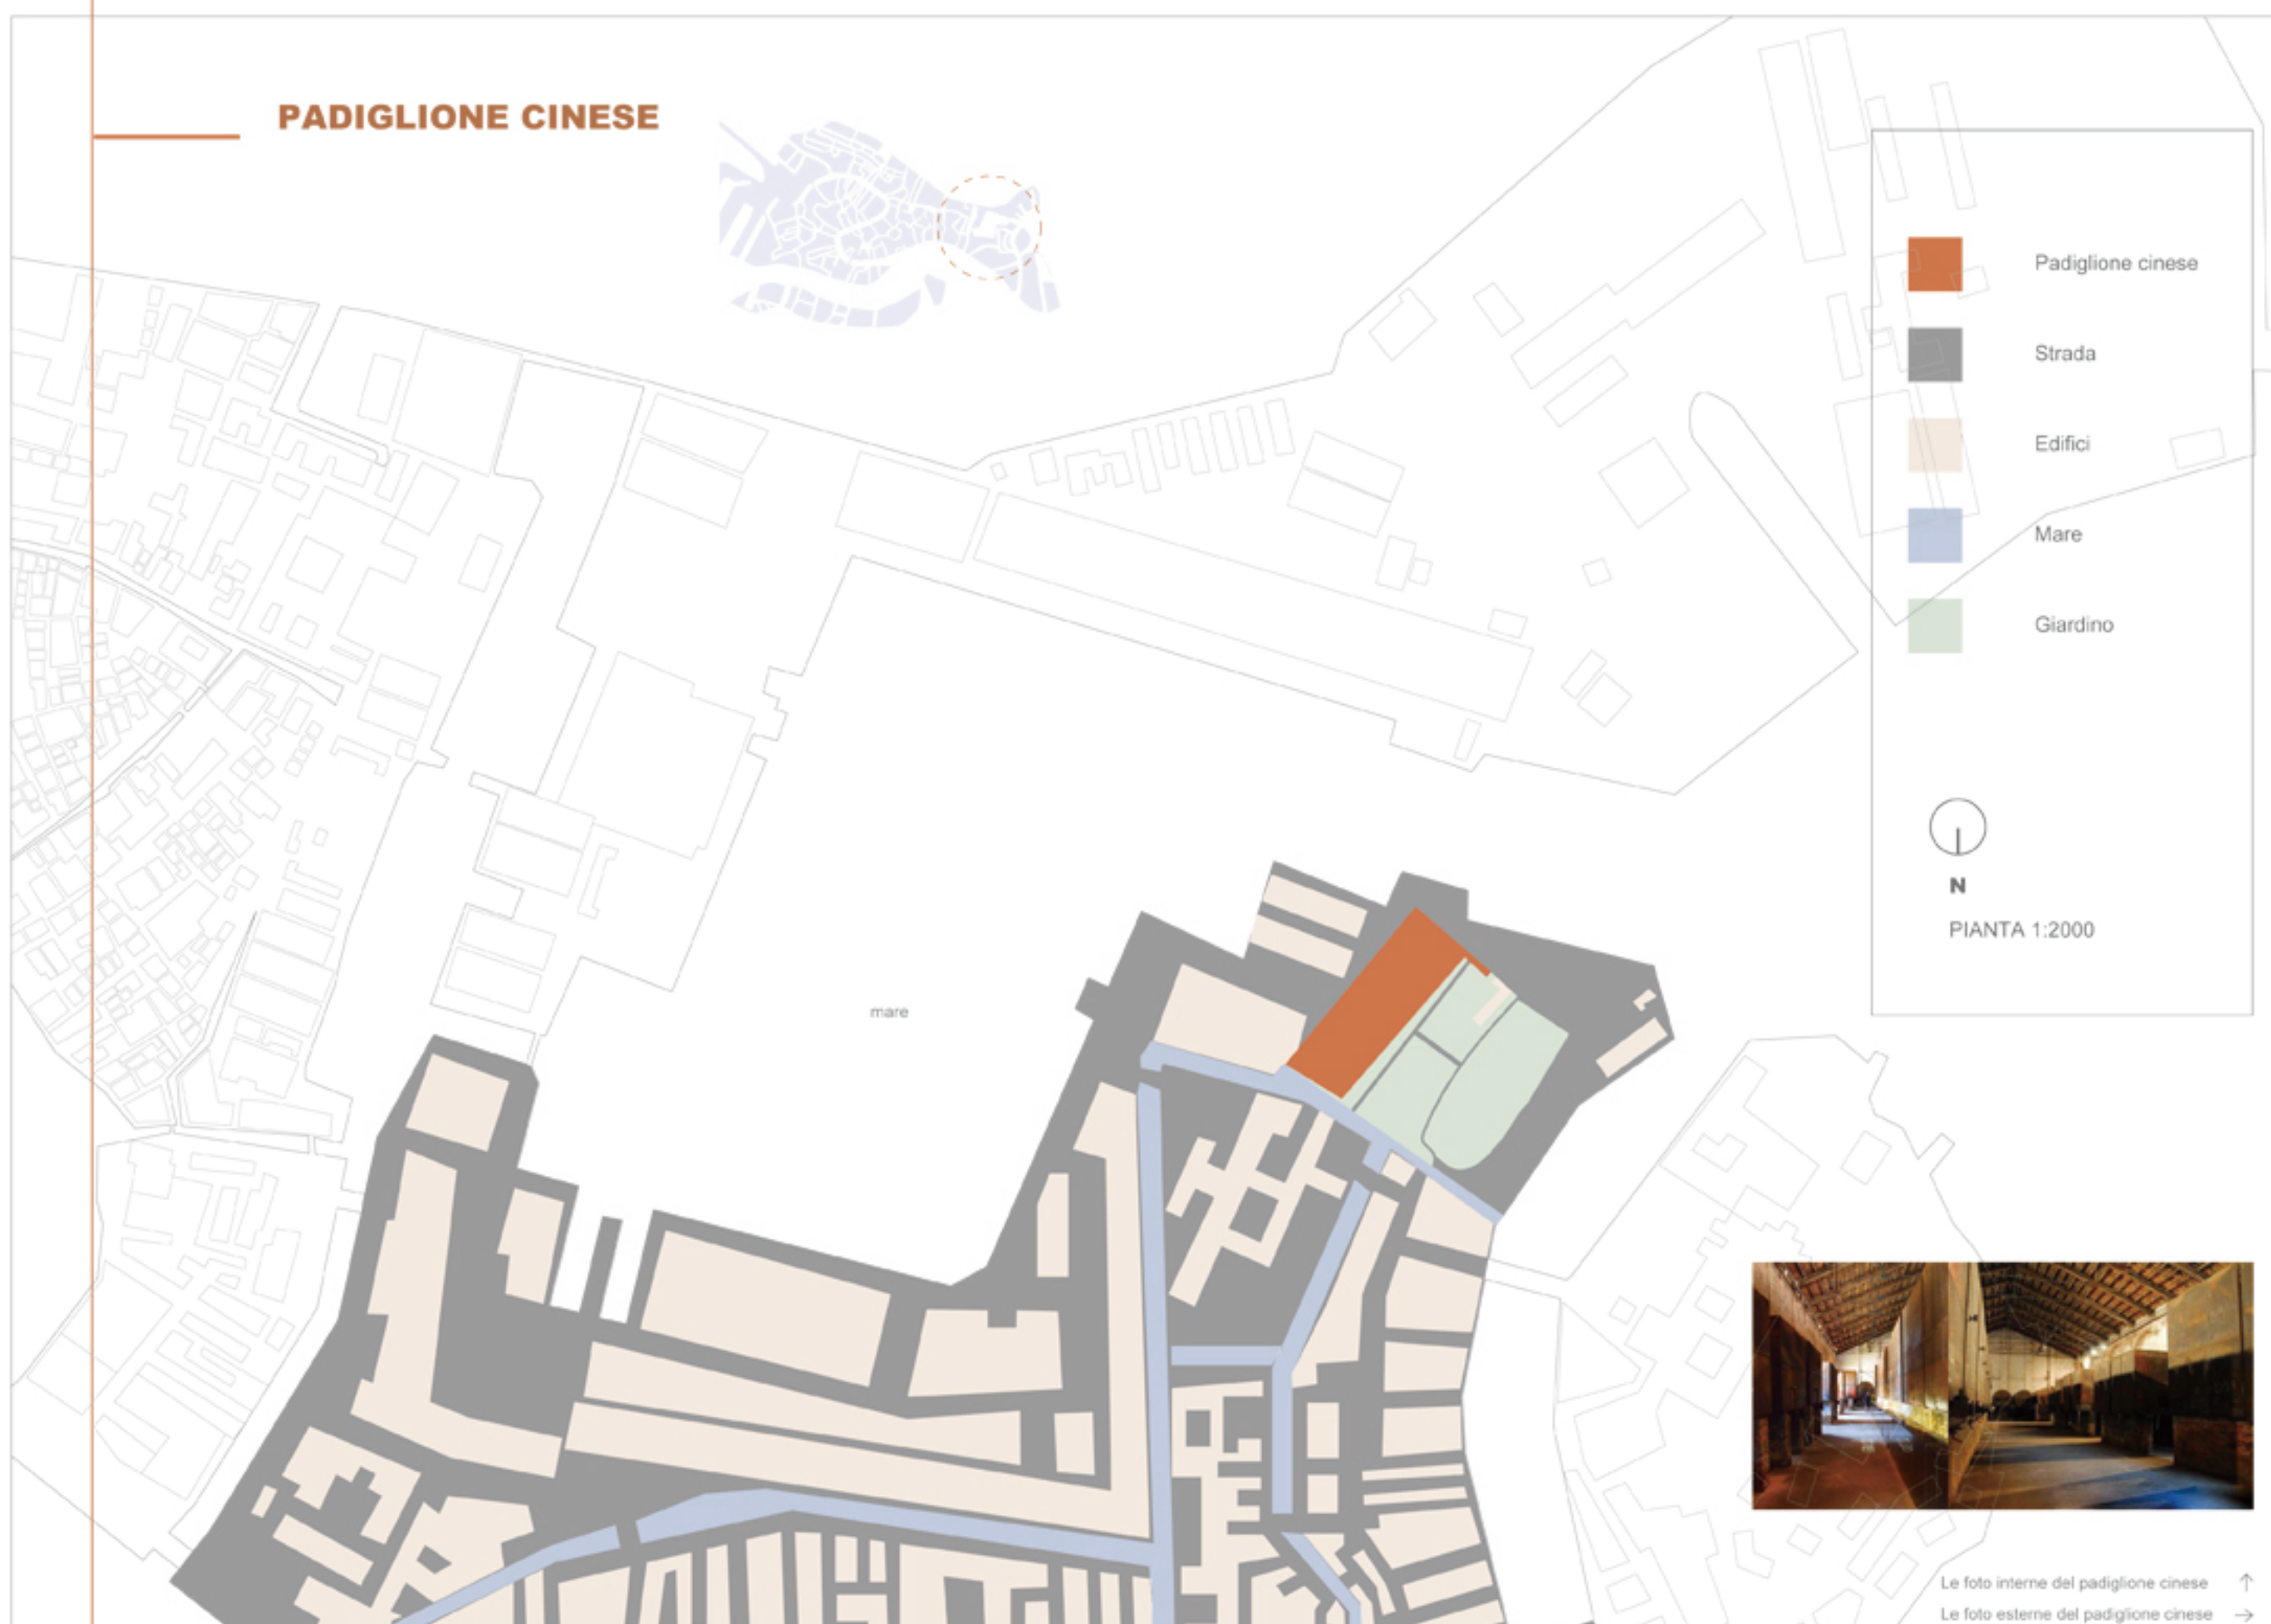 PADIGLIONE CINESE
Padiglione cinese
Strada
Edifici
Mare
Giardino
N
PIANTA 1:2000
mare
Le foto interne del padiglione cinese ↑
Le foto esterne del padiglione cinese →